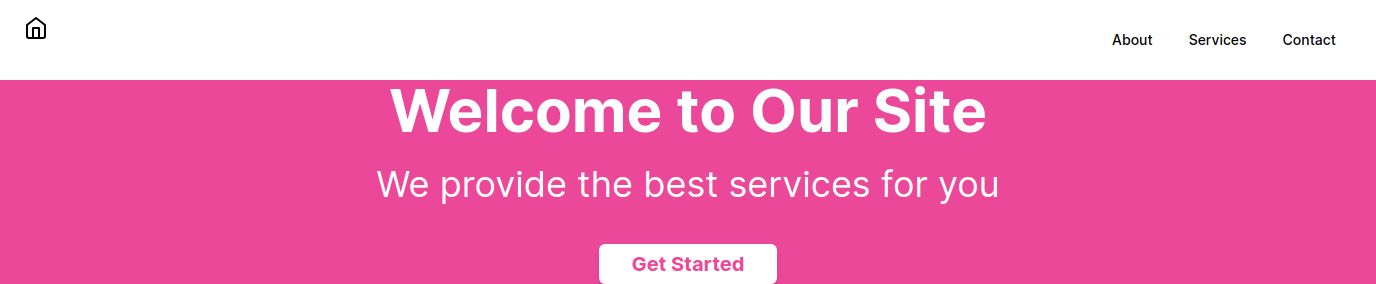 About Services Contact
Welcome to Our Site
We provide the best services for you
Get Started